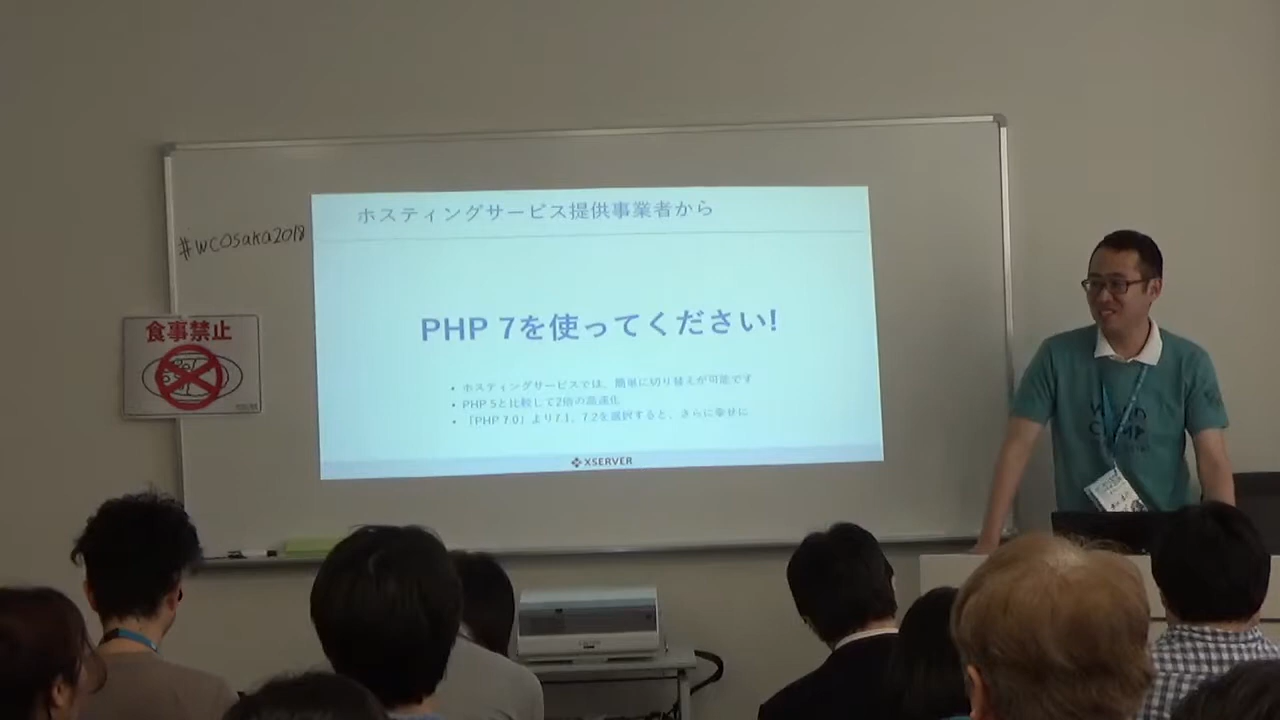 ホスティングサービス提供事業者から
#wcosaka2018
食事禁止
PHP 7を使ってください!
• ホスティングサービスでは、簡単に切り替えが可能です
• PHP 5と比較して2倍の高速化
• 「PHP 7.0」より7.1、7.2を選択すると、さらに幸せに
XSERVER